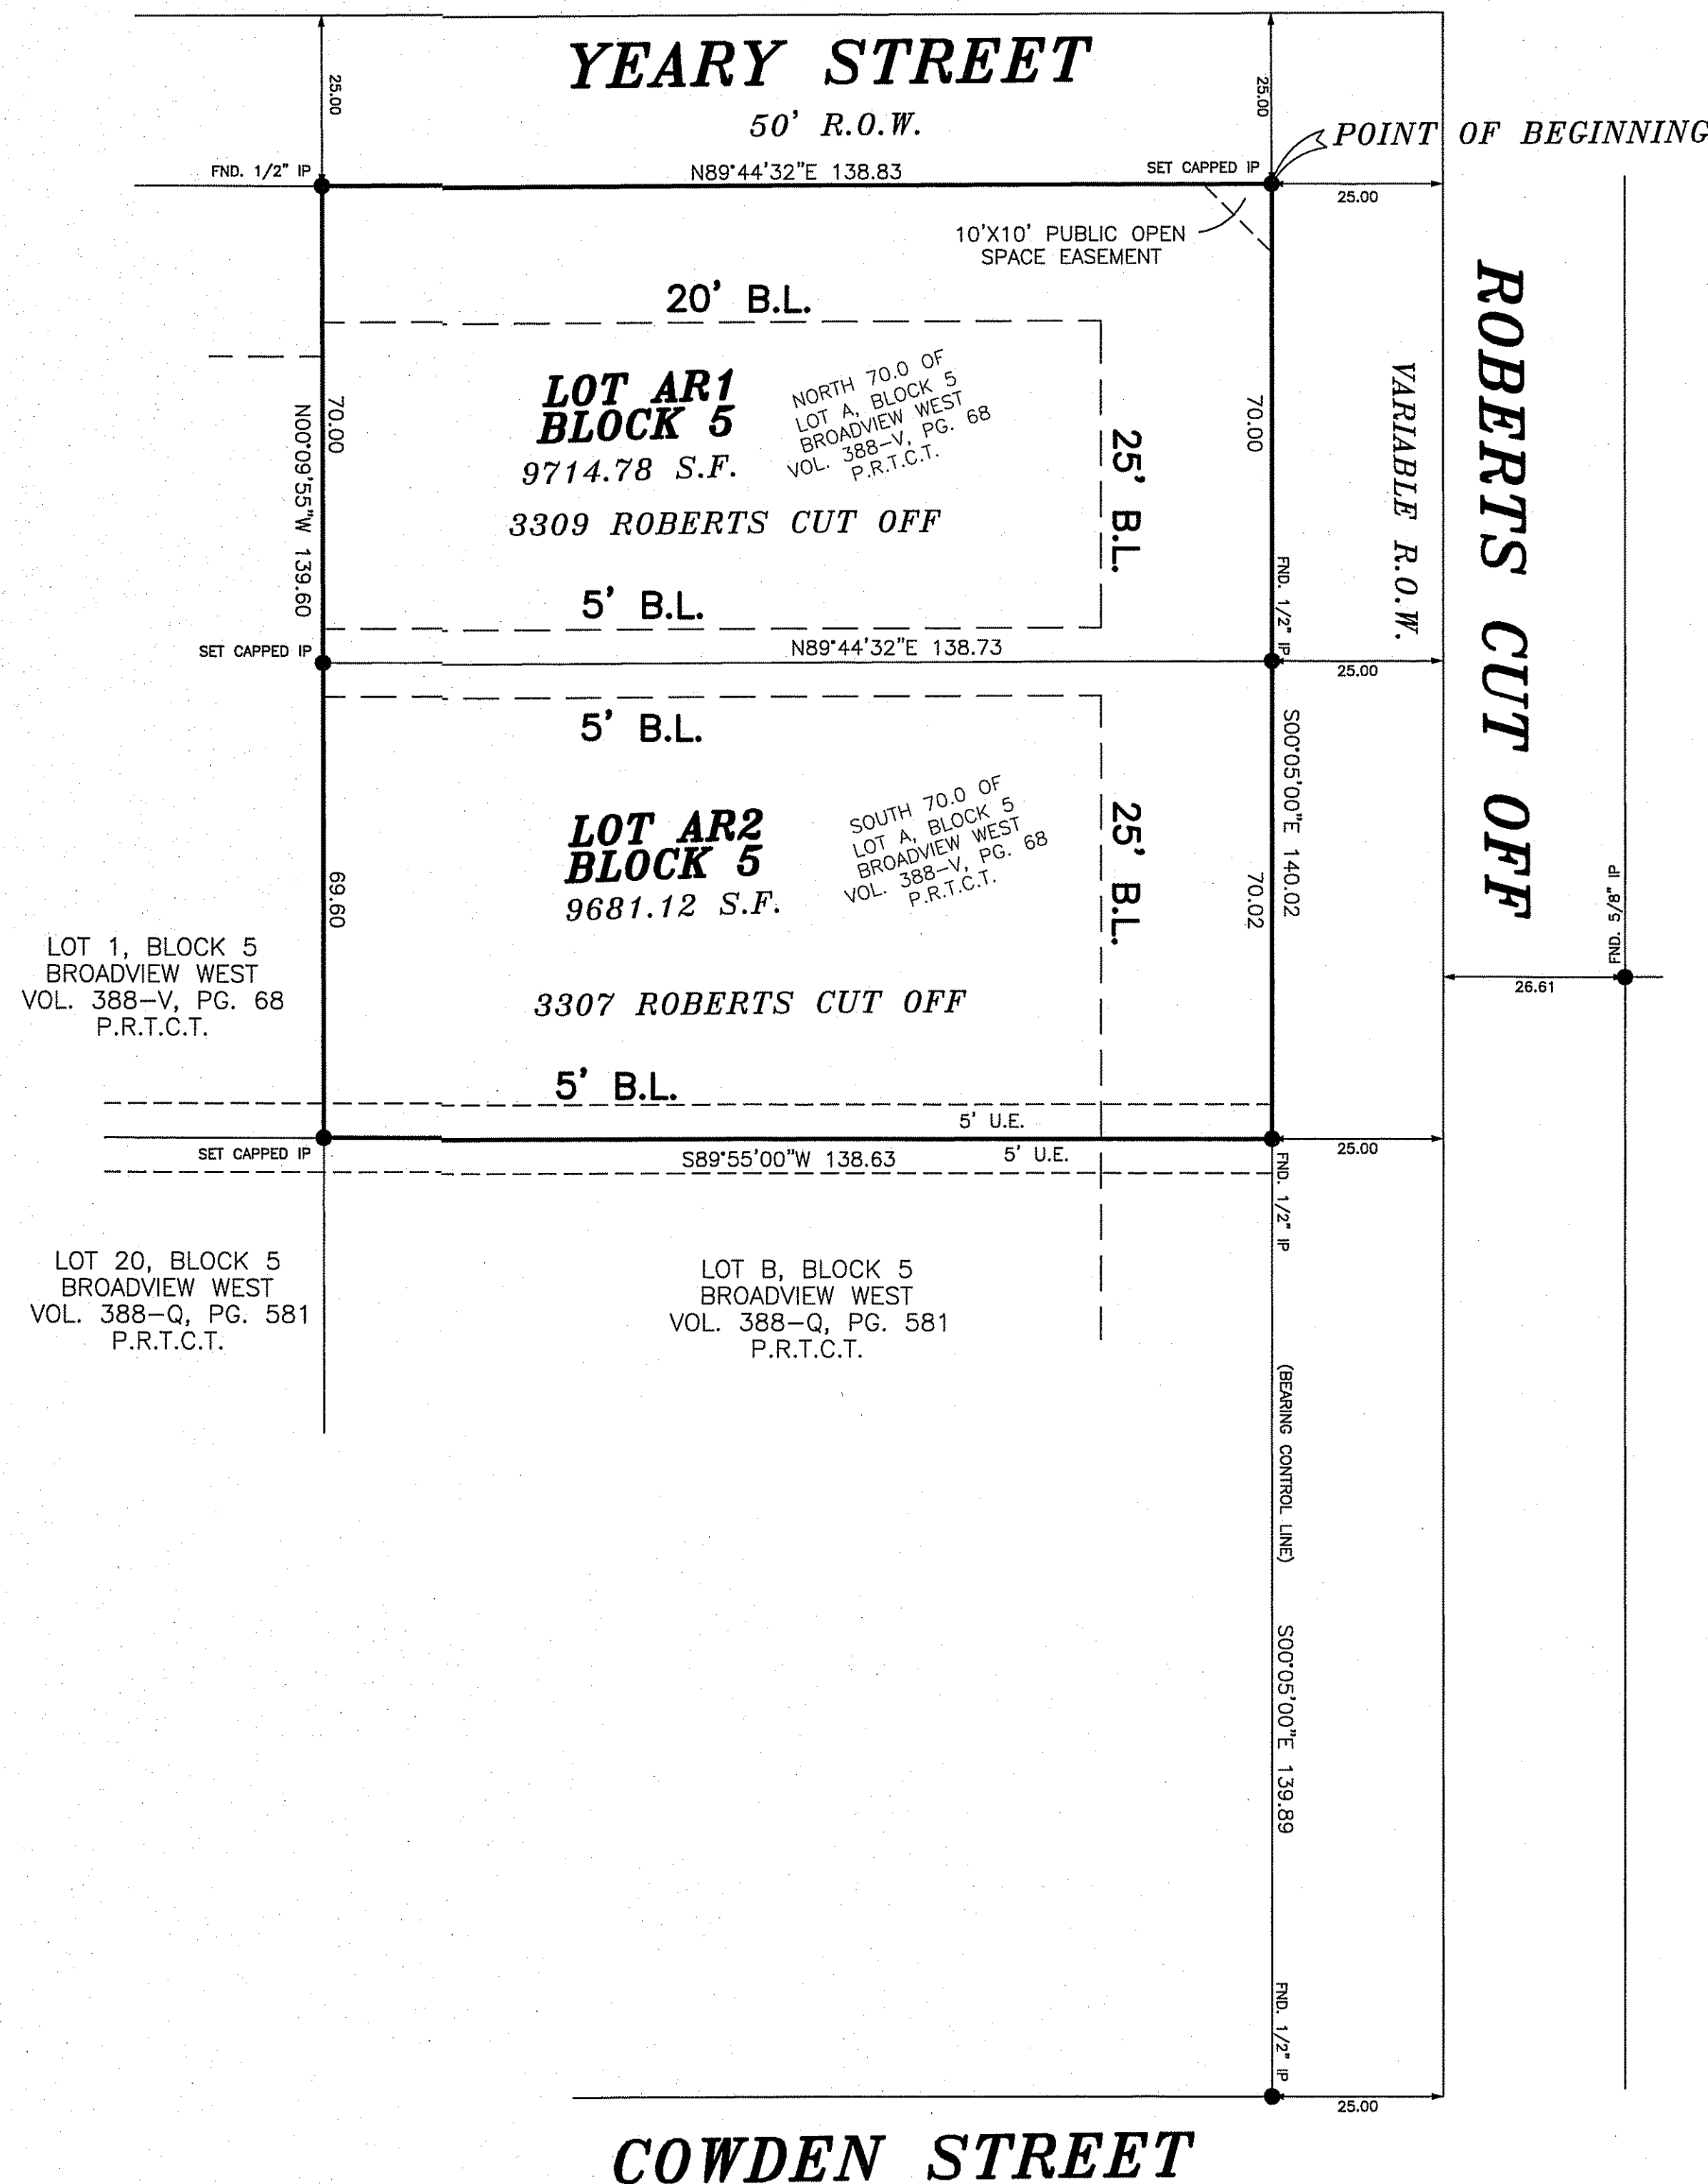 YEARY STREET
50' R.O.W.
25.00
25.00
POINT OF BEGINNING
FND. 1/2" IP
N89°44'32"E 138.83
SET CAPPED IP
25.00
10'X10' PUBLIC OPEN
SPACE EASEMENT
20' B.L.
LOT AR1
BLOCK 5
9714.78 S.F.
3309 ROBERTS CUT OFF
NORTH 70.0 OF
LOT A, BLOCK 5
BROADVIEW WEST
VOL. 388-V, PG. 68
P.R.T.C.T.
25' B.L.
70.00
N00°09'55"W 139.60
70.00
FND. 1/2" IP
VARIABLE R.O.W.
ROBERTS CUT OFF
5' B.L.
SET CAPPED IP
N89°44'32"E 138.73
25.00
5' B.L.
LOT AR2
BLOCK 5
9681.12 S.F.
SOUTH 70.0 OF
LOT A, BLOCK 5
BROADVIEW WEST
VOL. 388-V, PG. 68
P.R.T.C.T.
25' B.L.
S00°05'00"E 140.02
70.02
69.60
FND. 5/8" IP
26.61
LOT 1, BLOCK 5
BROADVIEW WEST
VOL. 388-V, PG. 68
P.R.T.C.T.
3307 ROBERTS CUT OFF
5' B.L.
5' U.E.
SET CAPPED IP
S89°55'00"W 138.63
5' U.E.
25.00
FND. 1/2" IP
LOT 20, BLOCK 5
BROADVIEW WEST
VOL. 388-Q, PG. 581
P.R.T.C.T.
LOT B, BLOCK 5
BROADVIEW WEST
VOL. 388-Q, PG. 581
P.R.T.C.T.
(BEARING CONTROL LINE)
S00°05'00"E 139.89
FND. 1/2" IP
25.00
COWDEN STREET